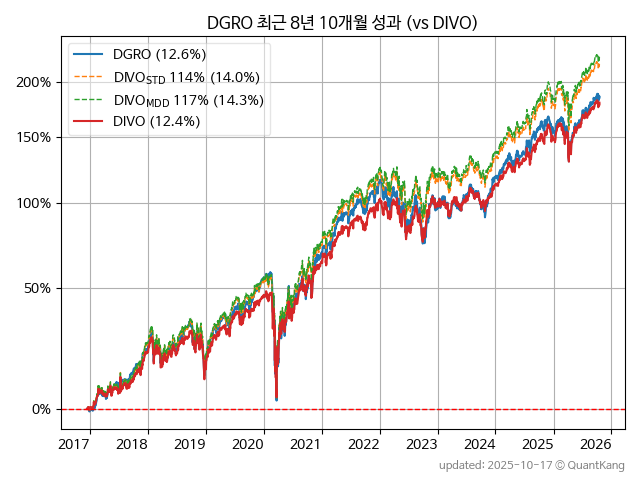 DGRO 최근 8년 10개월 성과 (vs DIVO)
DGRO (12.6%)
DIVO_STD 114% (14.0%)
DIVO_MDD 117% (14.3%)
DIVO (12.4%)
200%
150%
100%
50%
0%
2017 2018 2019 2020 2021 2022 2023 2024 2025 2026
updated: 2025-10-17 © QuantKang